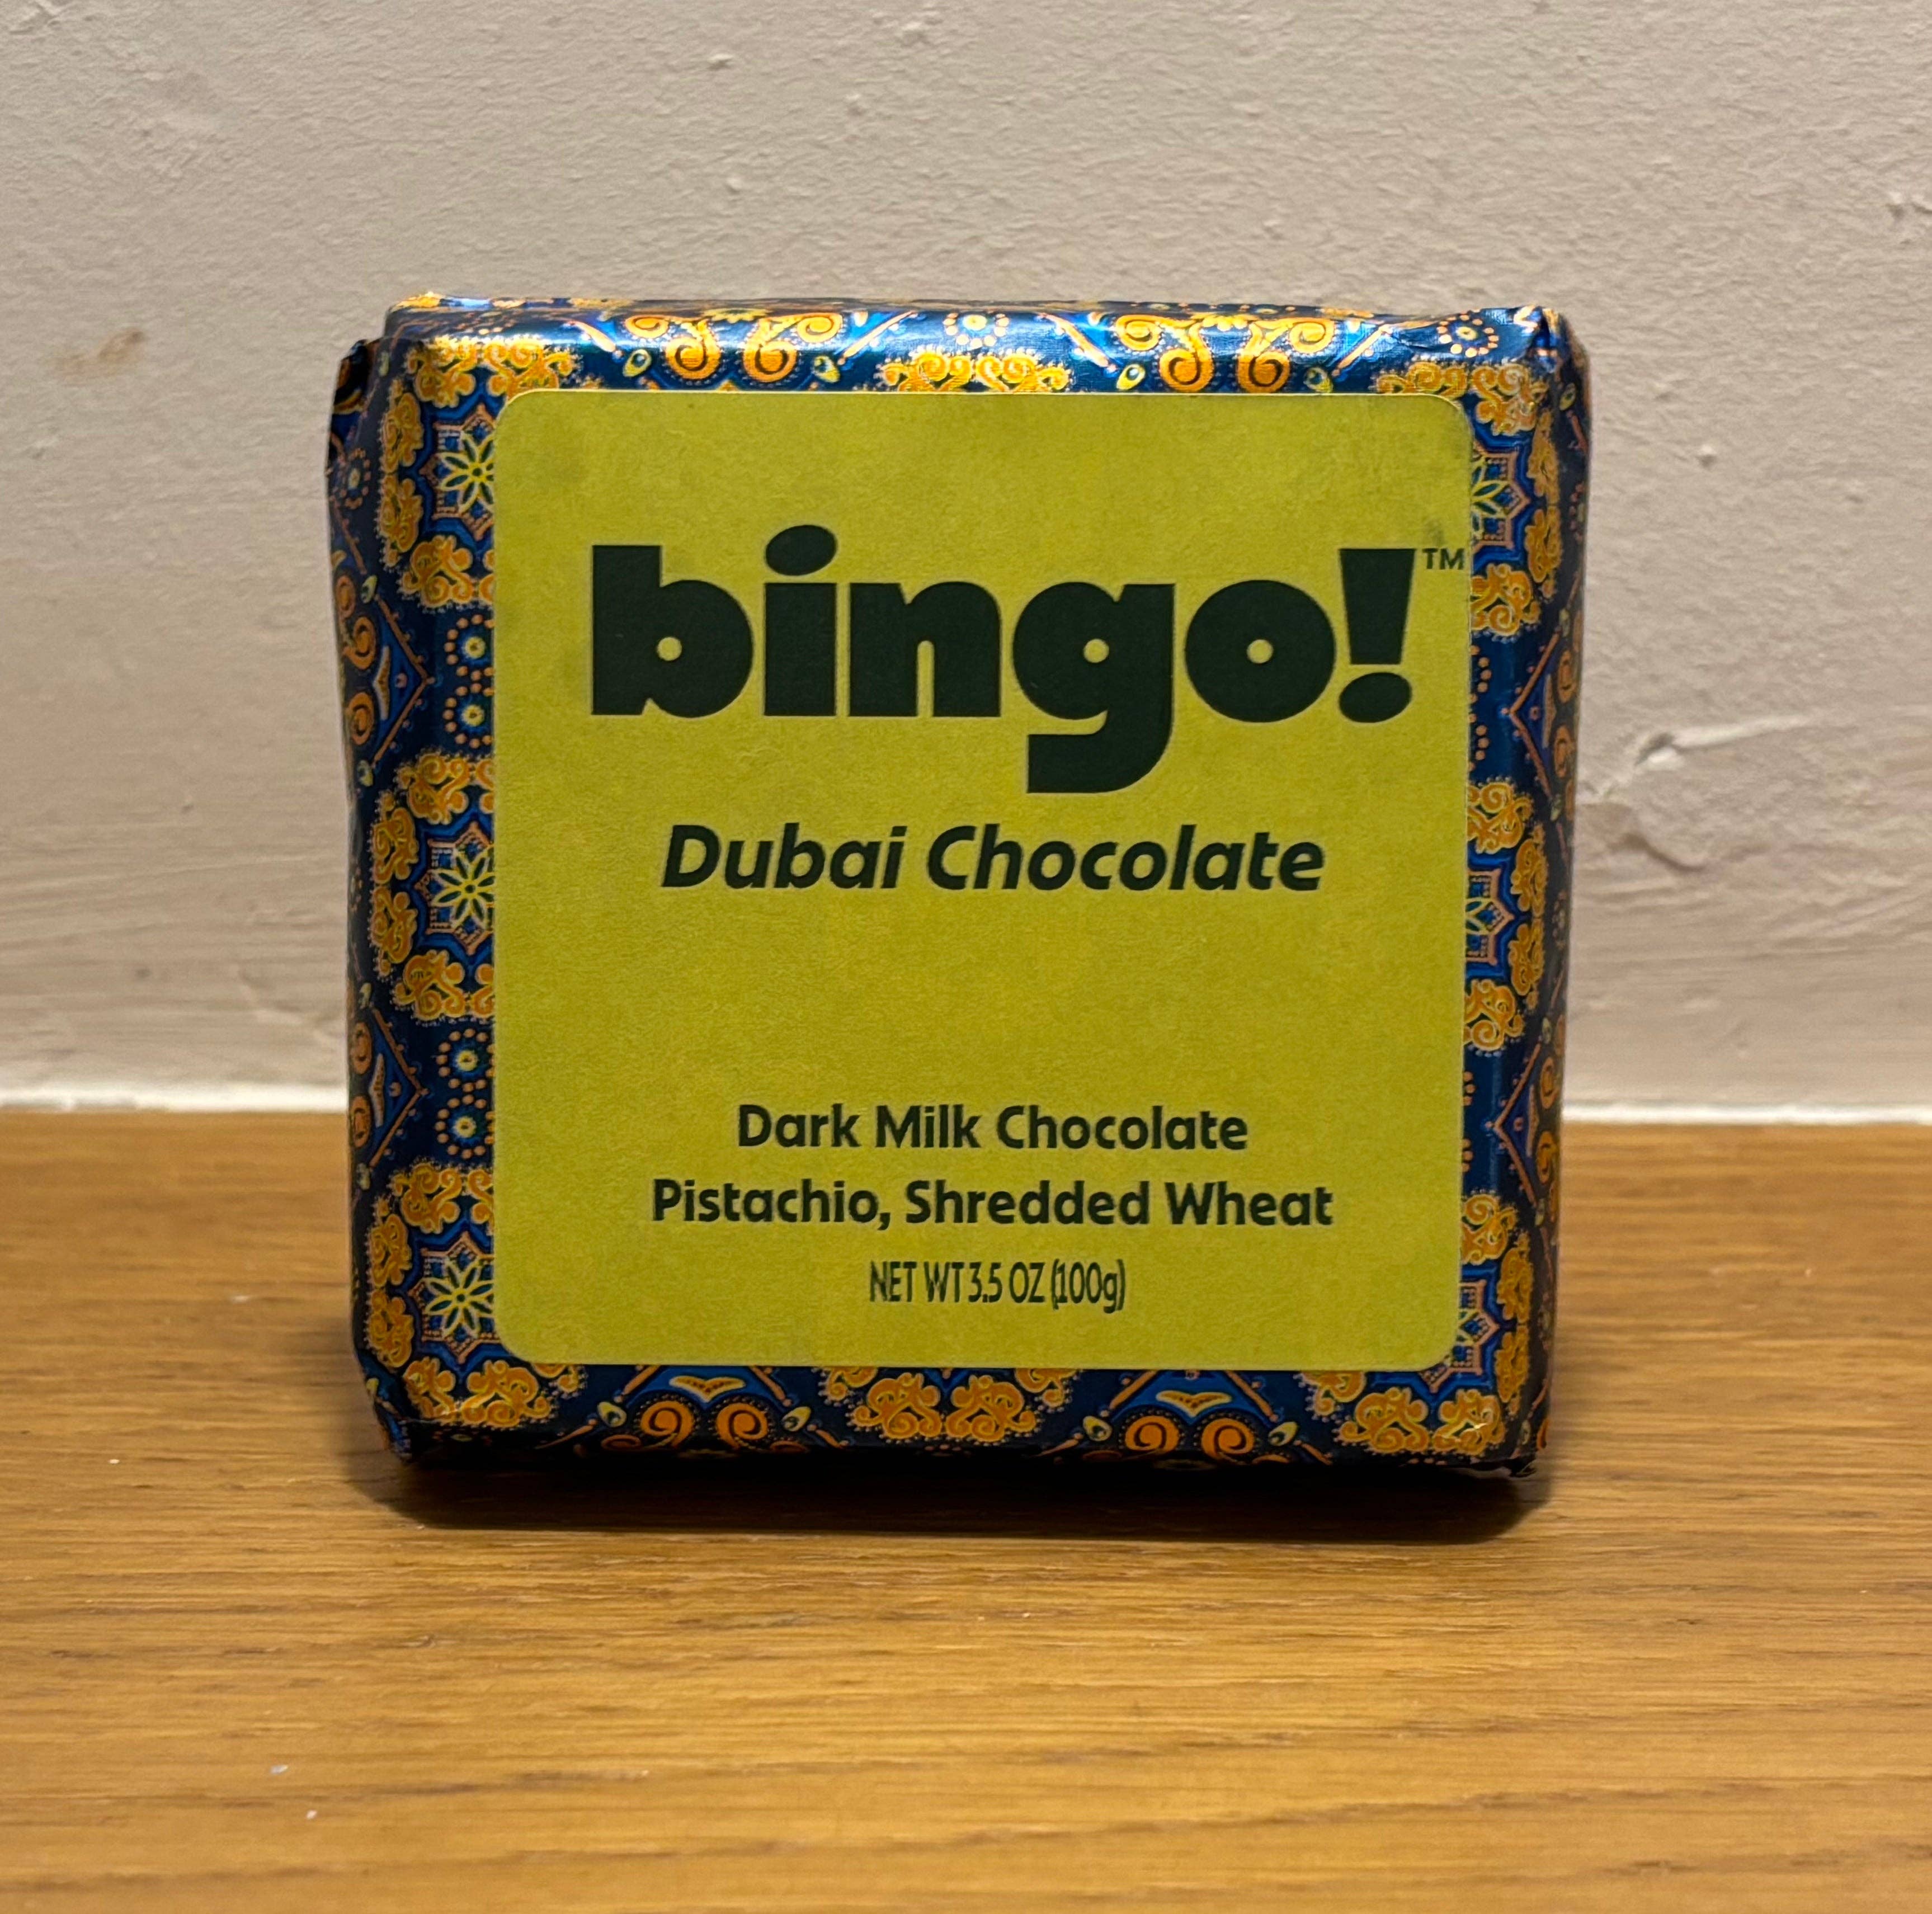 bingo!™
Dubai Chocolate
Dark Milk Chocolate
Pistachio, Shredded Wheat
NET WT 3.5 OZ (100g)